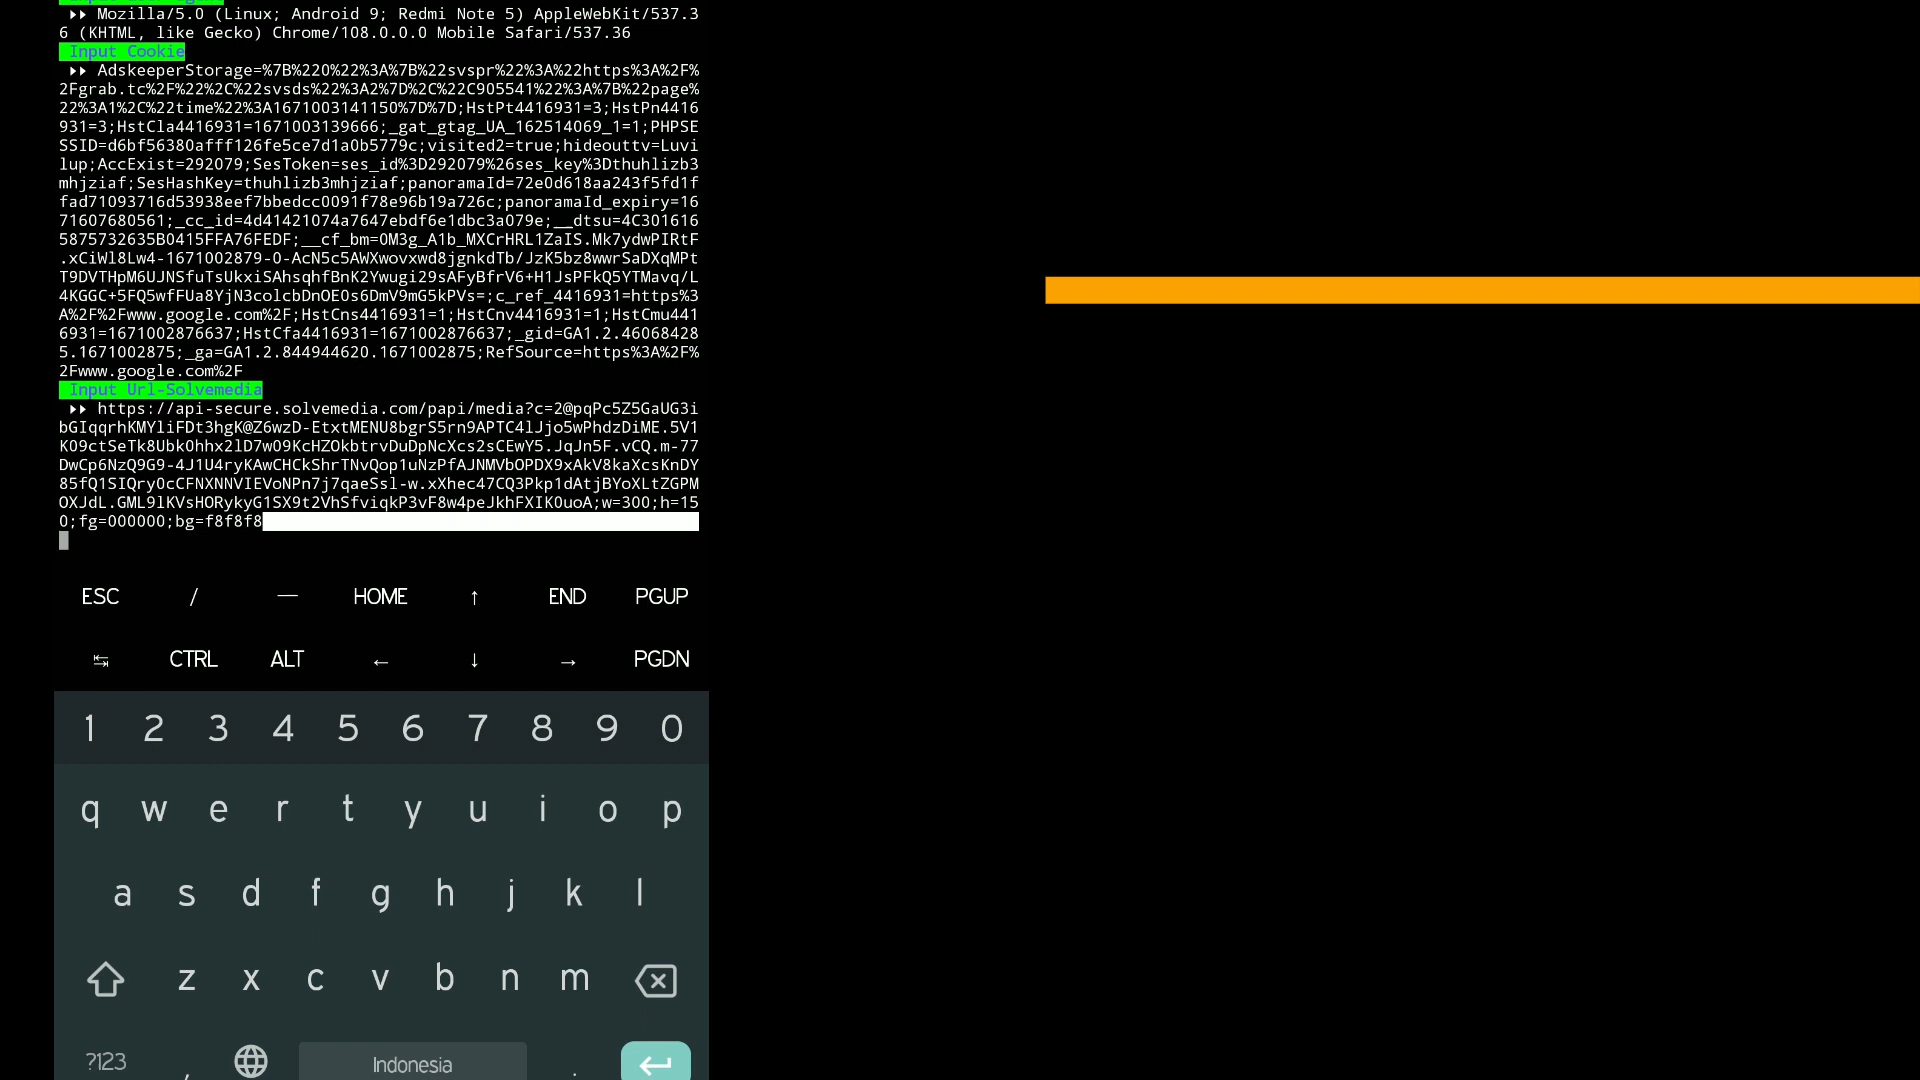 ▸▸ Mozilla/5.0 (Linux; Android 9; Redmi Note 5) AppleWebKit/537.3
6 (KHTML, like Gecko) Chrome/108.0.0.0 Mobile Safari/537.36
Input Cookie
▸▸ AdskeeperStorage=%7B%220%22%3A%7B%22svspr%22%3A%22https%3A%2F%
2Fgrab.tc%2F%22%2C%22svsds%22%3A2%7D%2C%22C905541%22%3A%7B%22page%
22%3A1%2C%22time%22%3A1671003141150%7D%7D;HstPt4416931=3;HstPn4416
931=3;HstCla4416931=1671003139666;_gat_gtag_UA_162514069_1=1;PHPSE
SSID=d6bf56380afff126fe5ce7d1a0b5779c;visited2=true;hideouttv=Luvi
lup;AccExist=292079;SesToken=ses_id%3D292079%26ses_key%3Dthuhlizb3
mhjziaf;SesHashKey=thuhlizb3mhjziaf;panoramaId=72e0d618aa243f5fd1f
fad71093716d53938eef7bbedcc0091f78e96b19a726c;panoramaId_expiry=16
71607680561;_cc_id=4d41421074a7647ebdf6e1dbc3a079e;__dtsu=4C301616
5875732635B0415FFA76FEDF;__cf_bm=0M3g_A1b_MXCrHRL1ZaIS.Mk7ydwPIRtF
.xCiWl8Lw4-1671002879-0-AcN5c5AWXwovxwd8jgnkdTb/JzK5bz8wwrSaDXqMPt
T9DVTHpM6UJNSfuTsUkxiSAhsqhfBnK2Ywugi29sAFyBfrV6+H1JsPFkQ5YTMavq/L
4KGGC+5FQ5wfFUa8YjN3colcbDnOE0s6DmV9mG5kPVs=;c_ref_4416931=https%3
A%2F%2Fwww.google.com%2F;HstCns4416931=1;HstCnv4416931=1;HstCmu441
6931=1671002876637;HstCfa4416931=1671002876637;_gid=GA1.2.46068428
5.1671002875;_ga=GA1.2.844944620.1671002875;RefSource=https%3A%2F%
2Fwww.google.com%2F
Input Url-Solvemedia
▸▸ https://api-secure.solvemedia.com/papi/media?c=2@pqPc5Z5GaUG3i
bGIqqrhKMYliFDt3hgK@Z6wzD-EtxtMENU8bgrS5rn9APTC4lJjo5wPhdzDiME.5V1
K09ctSeTk8Ubk0hhx2lD7w09KcHZOkbtrvDuDpNcXcs2sCEwY5.JqJn5F.vCQ.m-77
DwCp6NzQ9G9-4J1U4ryKAwCHCkShrTNvQop1uNzPfAJNMVbOPDX9xAkV8kaXcsKnDY
85fQ1SIQry0cCFNXNNVIEVoNPn7j7qaeSsl-w.xXhec47CQ3Pkp1dAtjBYoXLtZGPM
OXJdL.GML9lKVsHORykyG1SX9t2VhSfviqkP3vF8w4peJkhFXIK0uoA;w=300;h=15
0;fg=000000;bg=f8f8f8
ESC / — HOME ↑ END PGUP
↹ CTRL ALT ← ↓ → PGDN
1 2 3 4 5 6 7 8 9 0
q w e r t y u i o p
a s d f g h j k l
z x c v b n m
?123 , Indonesia .